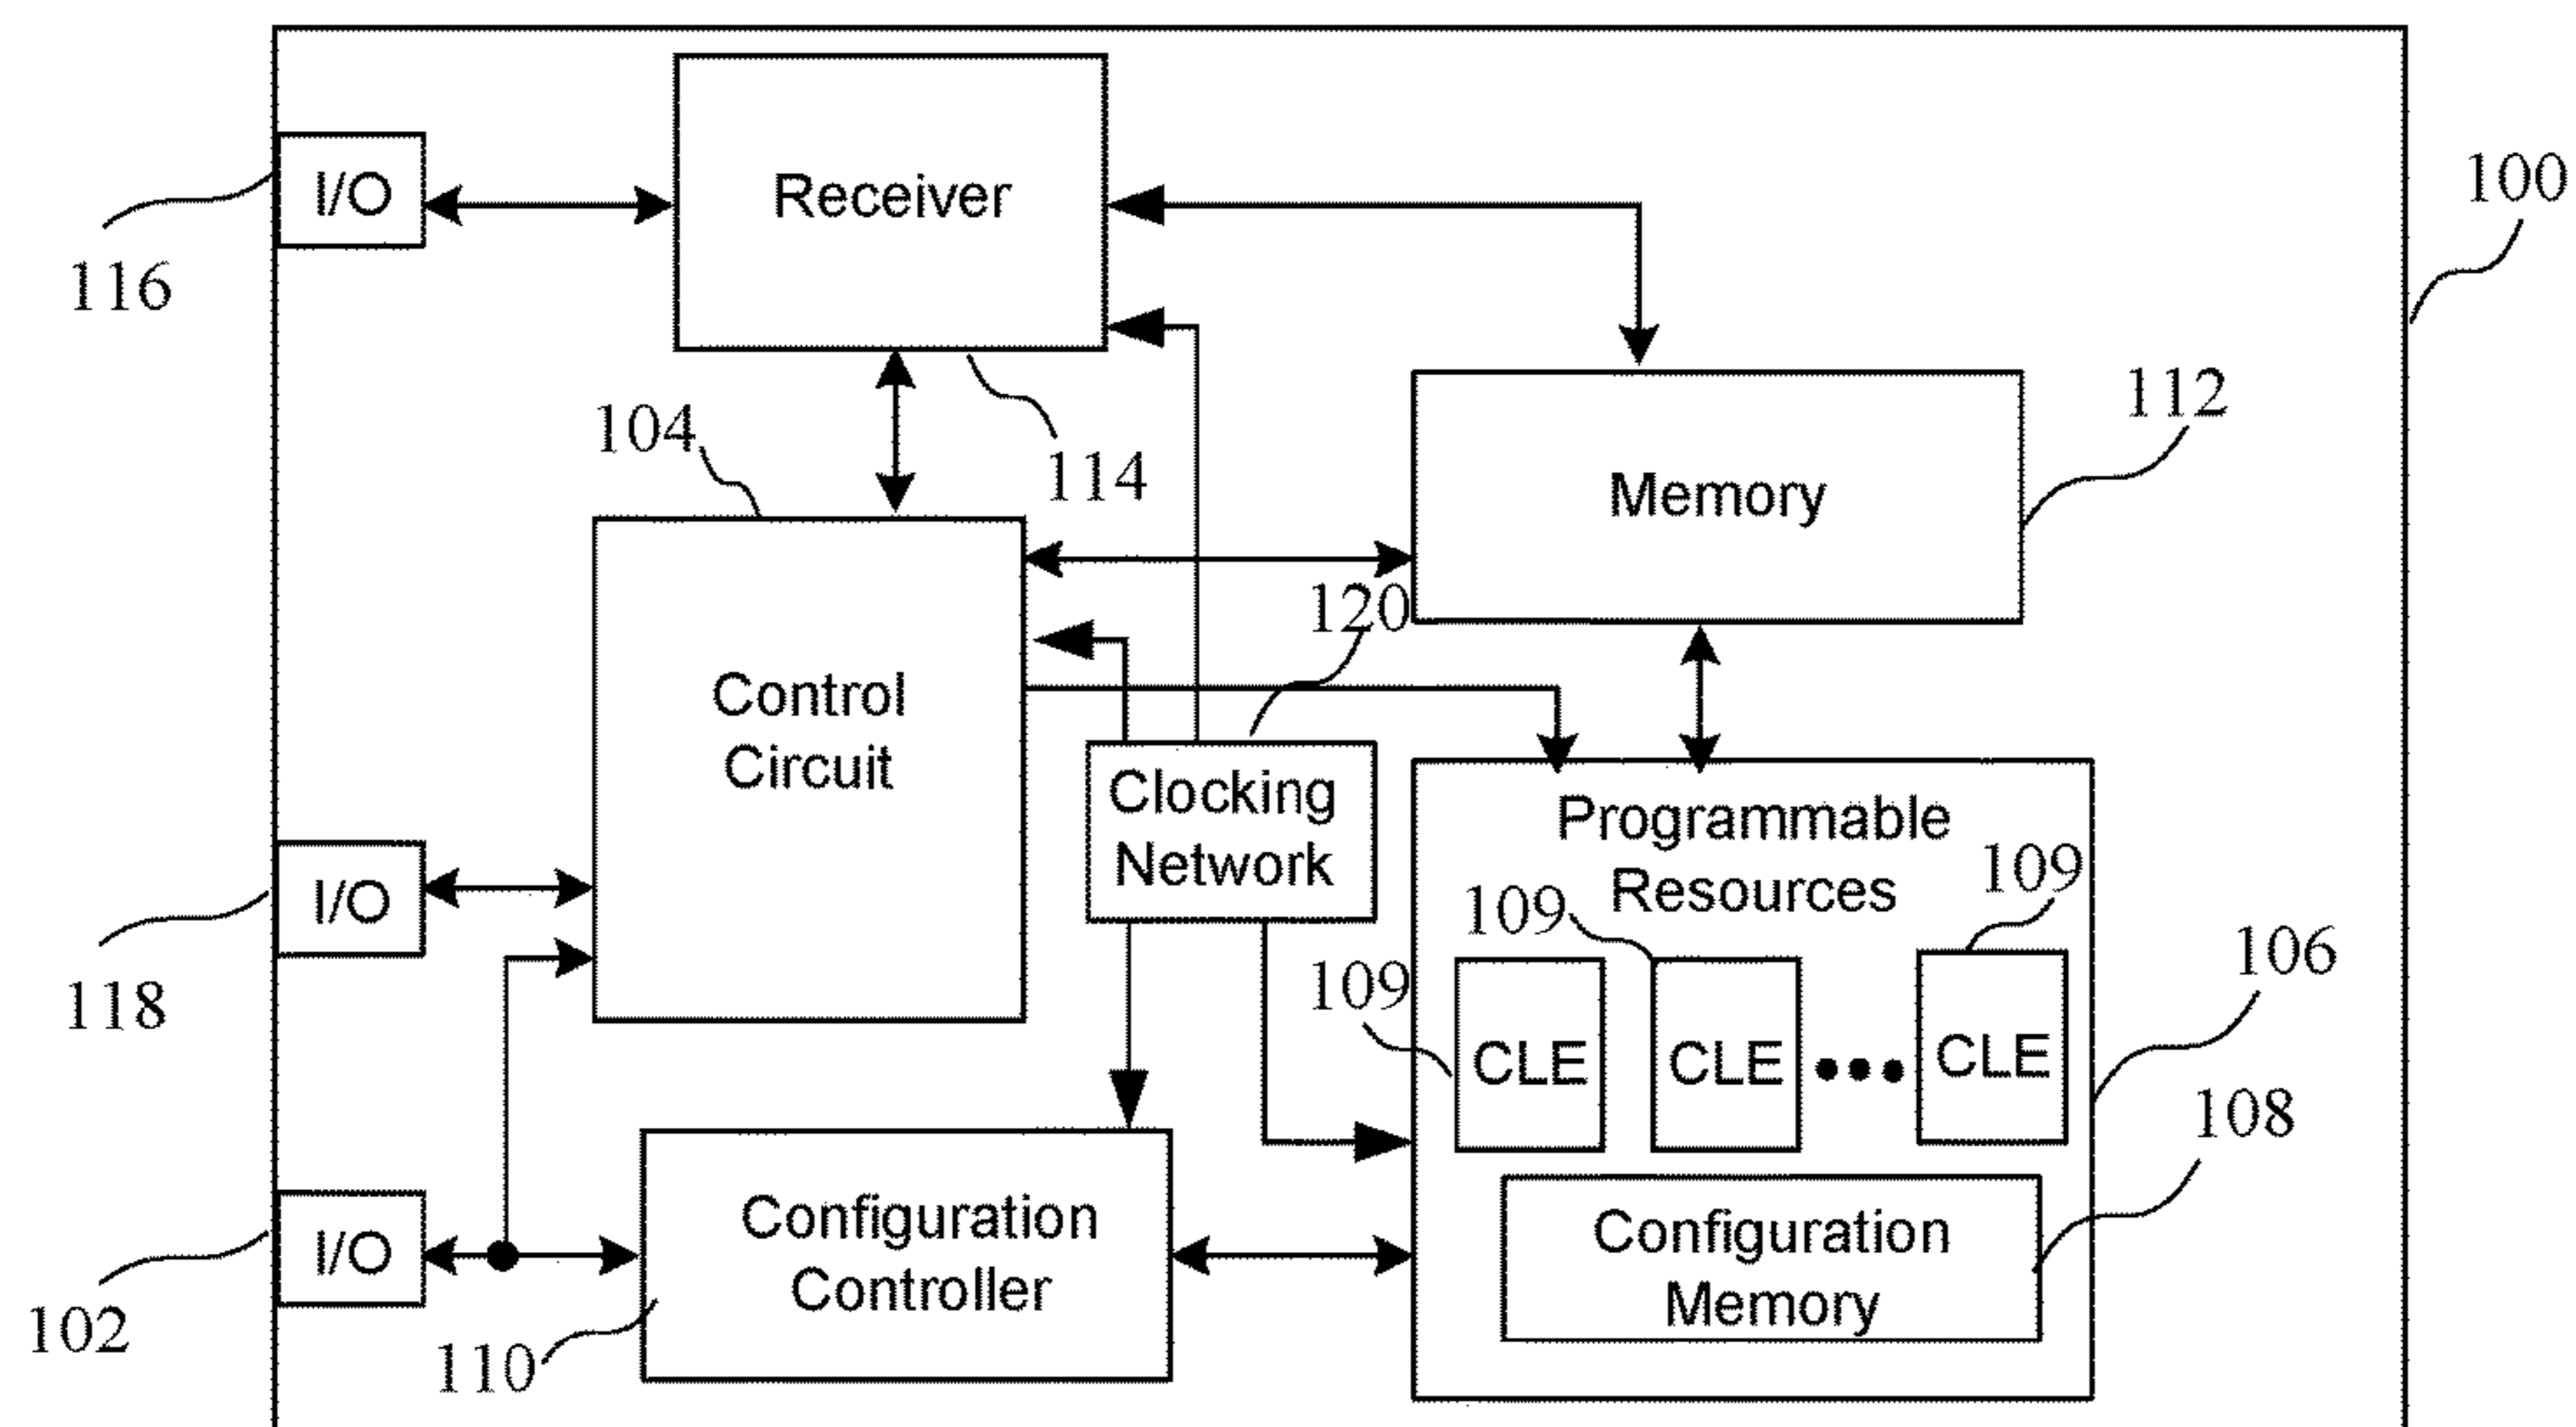 I/O
116
Receiver
114
100
104
Control
Circuit
Memory
112
120
Clocking
Network
I/O
118
Programmable
Resources
109
109
109
CLE
CLE
CLE
106
Configuration
Memory
108
I/O
102
Configuration
Controller
110